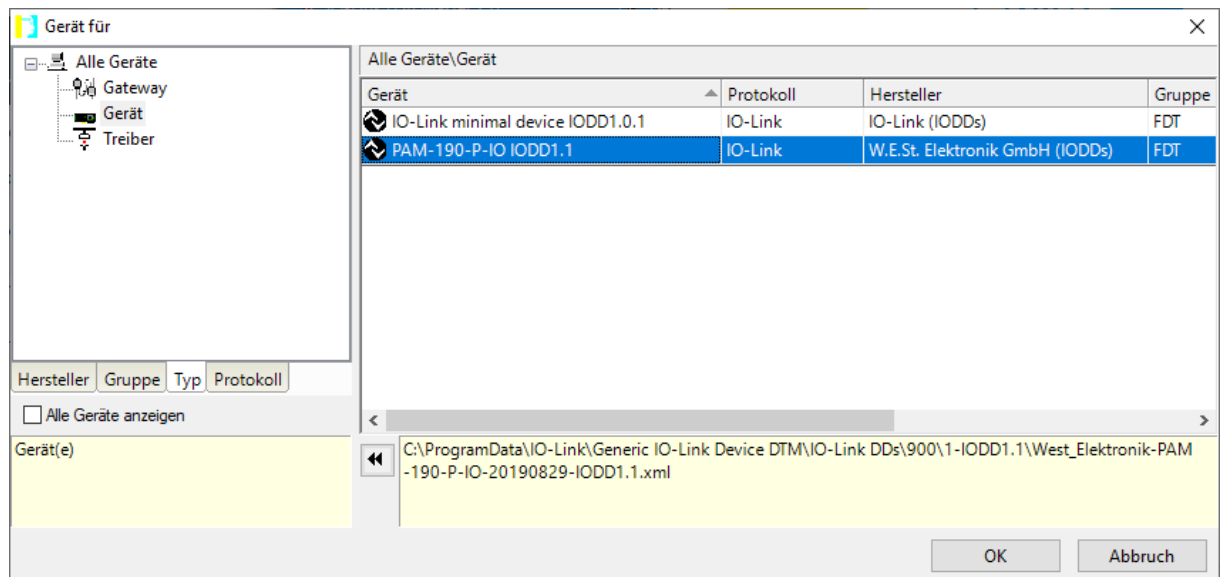 Gerät für
Alle Geräte
Gateway
Gerät
Treiber
Hersteller Gruppe Typ Protokoll
Alle Geräte anzeigen
Gerät(e)
Alle Geräte\Gerät
Gerät Protokoll Hersteller Gruppe
IO-Link minimal device IODD1.0.1 IO-Link IO-Link (IODDs) FDT
PAM-190-P-IO IODD1.1 IO-Link W.E.St. Elektronik GmbH (IODDs) FDT
C:\ProgramData\IO-Link\Generic IO-Link Device DTM\IO-Link DDs\900\1-IODD1.1\West_Elektronik-PAM
-190-P-IO-20190829-IODD1.1.xml
OK Abbruch